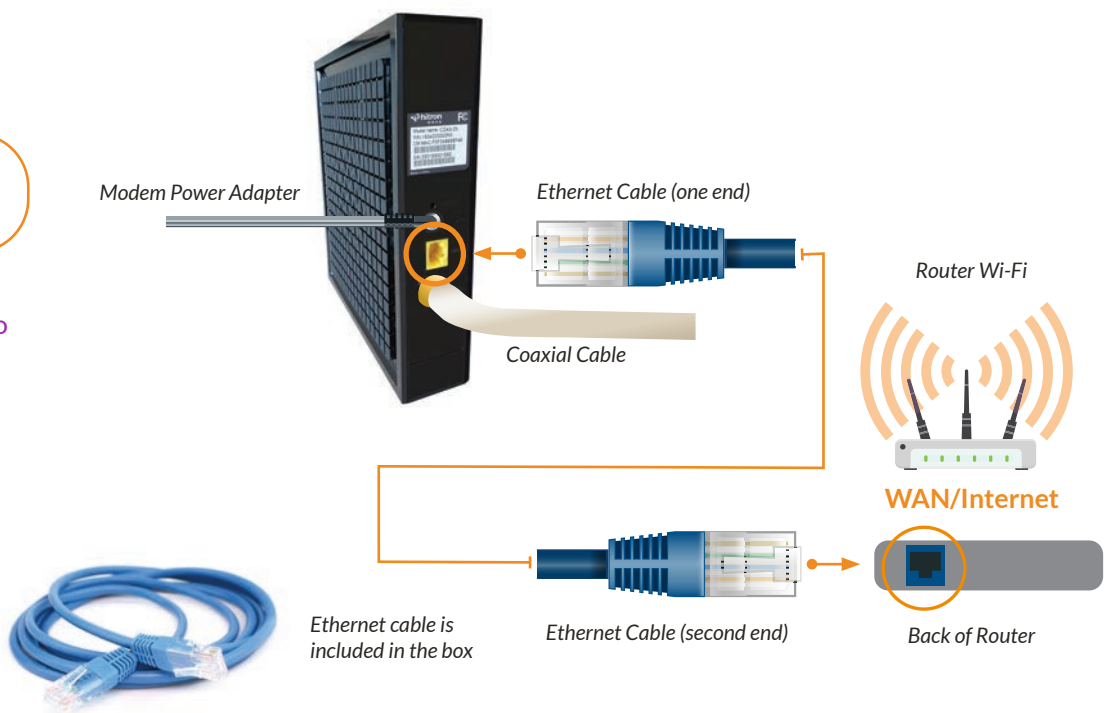 hitron
FC
Modem Power Adapter
Ethernet Cable (one end)
Router Wi-Fi
Coaxial Cable
WAN/Internet
Ethernet cable is
included in the box
Ethernet Cable (second end)
Back of Router